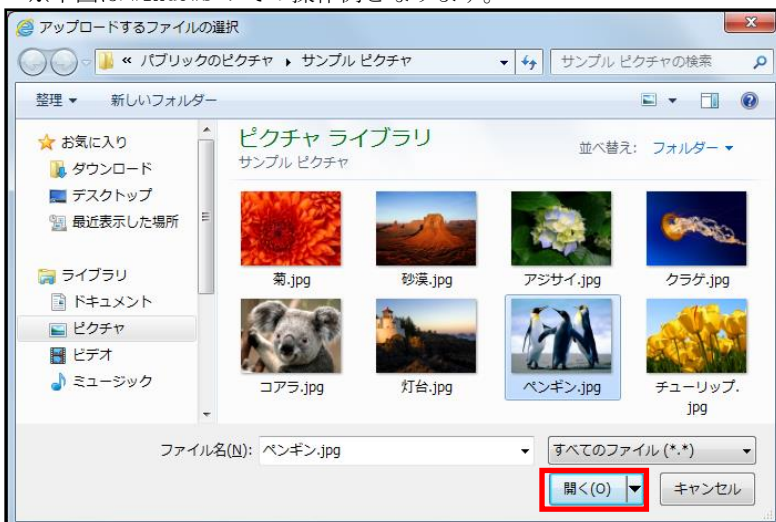 アップロードするファイルの選択
« パブリックのピクチャ ▸ サンプル ピクチャ
サンプル ピクチャの検索
整理 ▼ 新しいフォルダー
お気に入り
ダウンロード
デスクトップ
最近表示した場所
ライブラリ
ドキュメント
ピクチャ
ビデオ
ミュージック
ピクチャ ライブラリ
サンプル ピクチャ
並べ替え: フォルダー ▼
菊.jpg
砂漠.jpg
アジサイ.jpg
クラゲ.jpg
コアラ.jpg
灯台.jpg
ペンギン.jpg
チューリップ.
jpg
ファイル名(N): ペンギン.jpg
すべてのファイル (*.*)
開く(O)
キャンセル